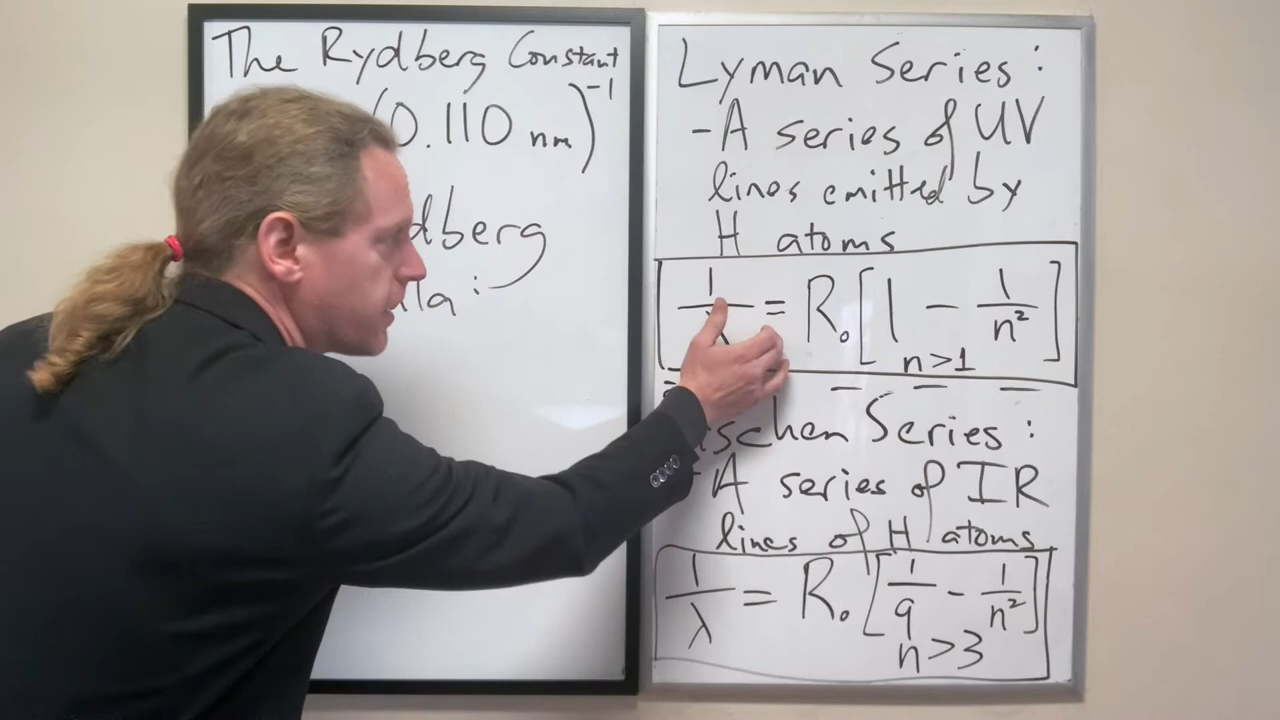 The Rydberg Constant
(0.110 nm)⁻¹
dberg
la:
Lyman Series:
-A series of UV
lines emitted by
H atoms
1/λ = R₀[1 - 1/n²]
n>1
schen Series:
-A series of IR
lines of H atoms
1/λ = R₀[1/9 - 1/n²]
n>3